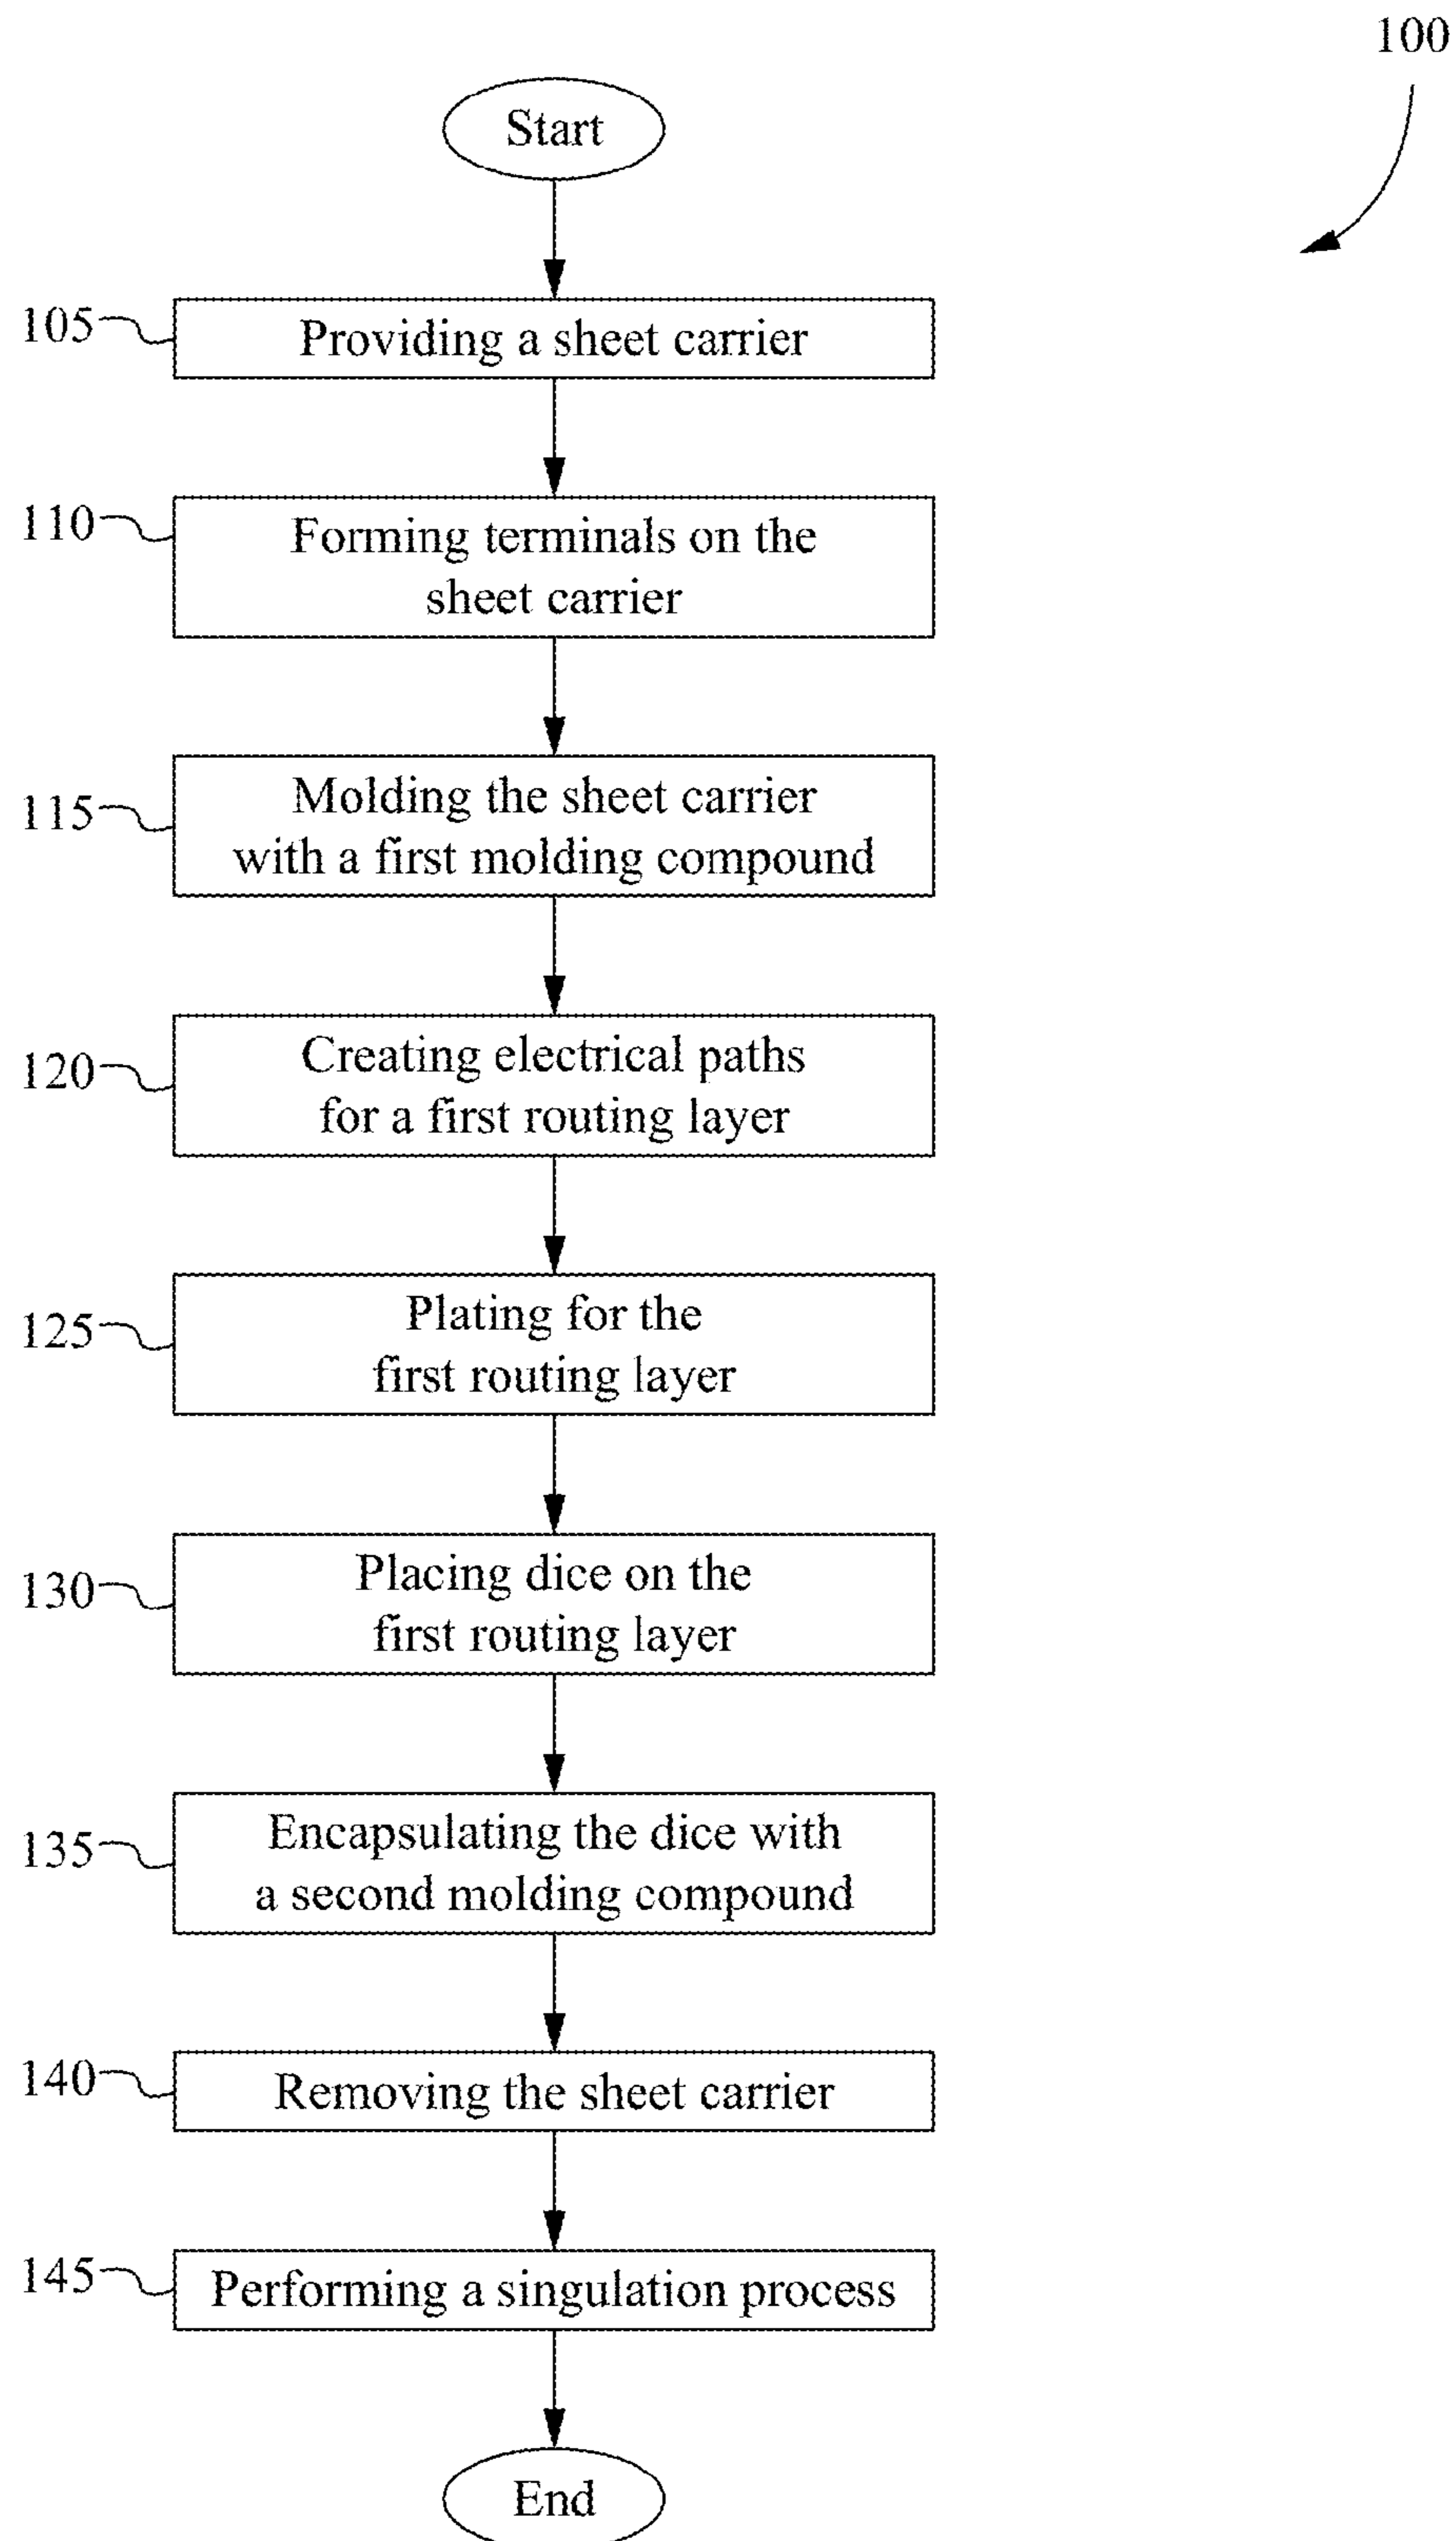 100
Start
105
Providing a sheet carrier
110
Forming terminals on the
sheet carrier
115
Molding the sheet carrier
with a first molding compound
120
Creating electrical paths
for a first routing layer
125
Plating for the
first routing layer
130
Placing dice on the
first routing layer
135
Encapsulating the dice with
a second molding compound
140
Removing the sheet carrier
145
Performing a singulation process
End